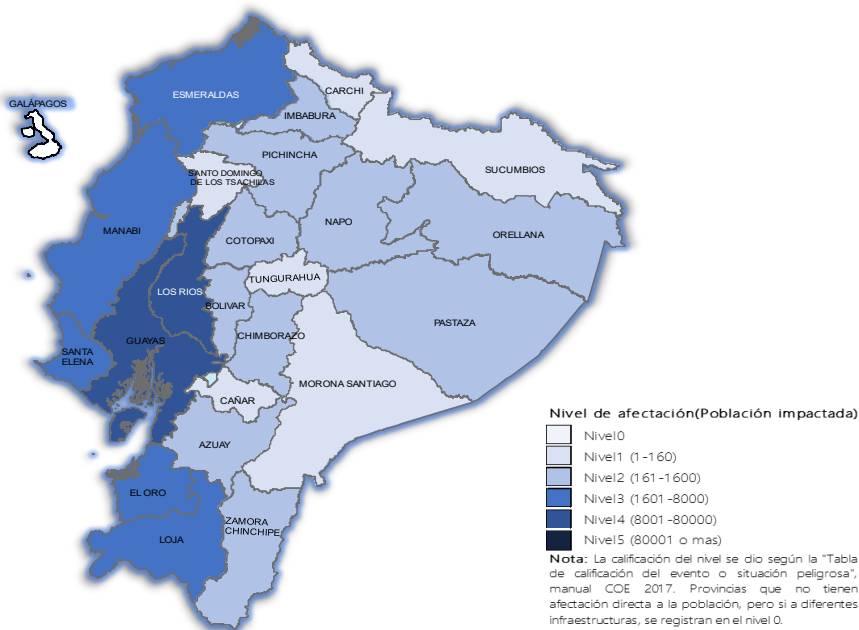 GALÁPAGOS
ESMERALDAS
CARCHI
IMBABURA
PICHINCHA
SUCUMBIOS
SANTO DOMINGO
DE LOS TSACHILAS
NAPO
MANABI
COTOPAXI
ORELLANA
TUNGURAHUA
LOS RIOS
BOLIVAR
PASTAZA
CHIMBORAZO
GUAYAS
SANTA
ELENA
MORONA SANTIAGO
CAÑAR
AZUAY
EL ORO
ZAMORA
CHINCHIPE
LOJA
Nivel de afectación(Población impactada)
Nivel0
Nivel1 (1-160)
Nivel2 (161-1600)
Nivel3 (1601-8000)
Nivel4 (8001-80000)
Nivel5 (80001 o mas)
Nota: La calificación del nivel se dio según la "Tabla
de calificación del evento o situación peligrosa",
manual COE 2017. Provincias que no tienen
afectación directa a la población, pero si a diferentes
infraestructuras, se registran en el nivel 0.